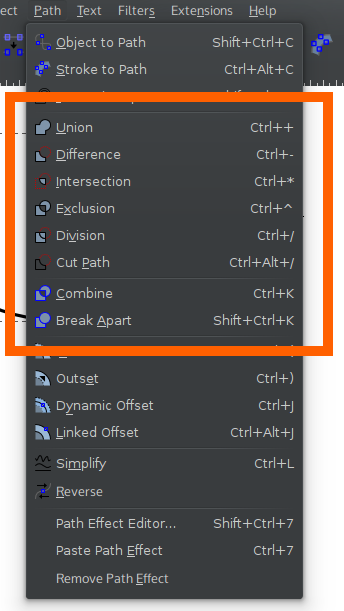 ect Path Text Filters Extensions Help
Object to Path Shift+Ctrl+C
Stroke to Path Ctrl+Alt+C
Union Ctrl++
Difference Ctrl+-
Intersection Ctrl+*
Exclusion Ctrl+^
Division Ctrl+/
Cut Path Ctrl+Alt+/
Combine Ctrl+K
Break Apart Shift+Ctrl+K
Outset Ctrl+)
Dynamic Offset Ctrl+J
Linked Offset Ctrl+Alt+J
Simplify Ctrl+L
Reverse
Path Effect Editor... Shift+Ctrl+7
Paste Path Effect Ctrl+7
Remove Path Effect